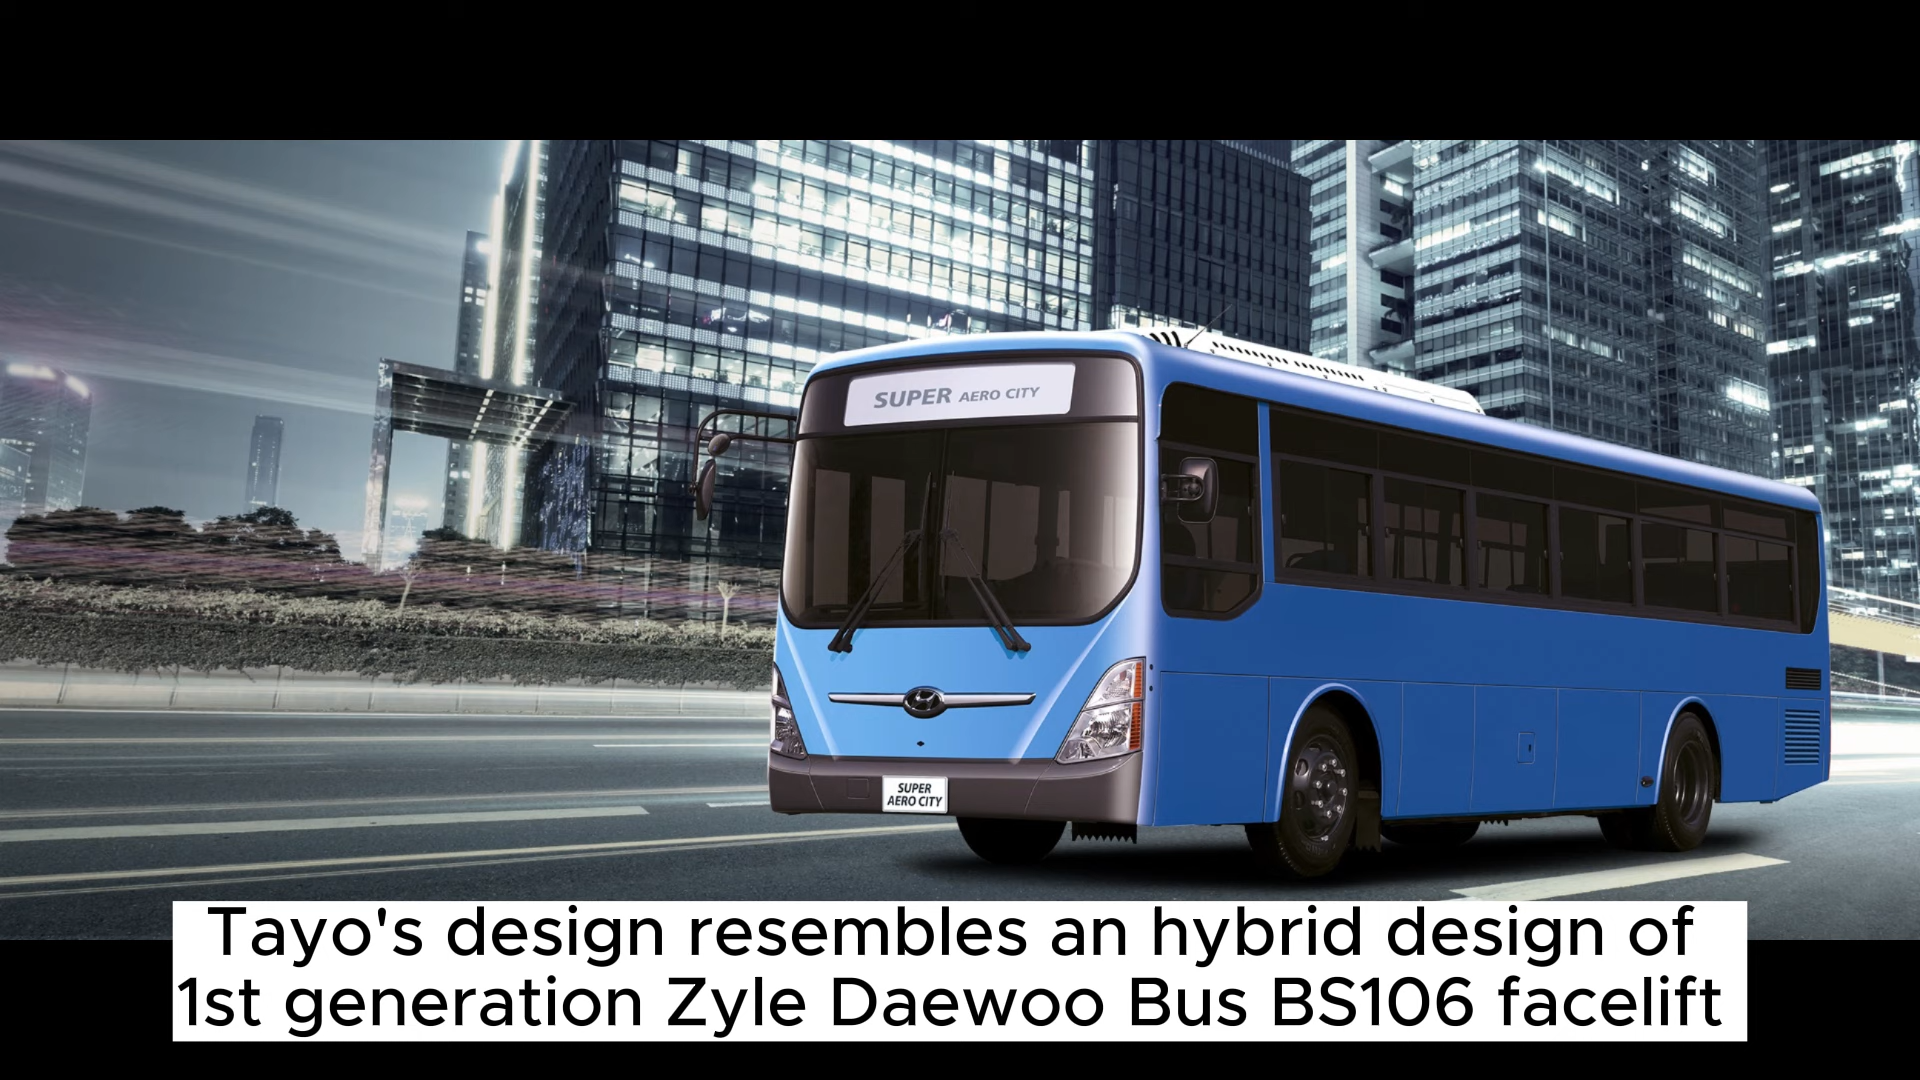 SUPER AERO CITY
SUPER
AERO CITY
Tayo's design resembles an hybrid design of
1st generation Zyle Daewoo Bus BS106 facelift